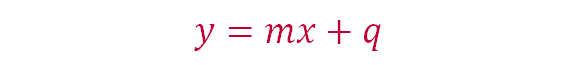 y = mx + q